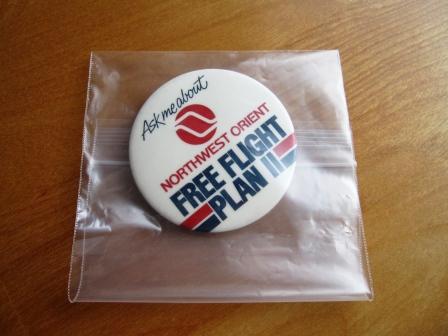 Ask me about
NORTHWEST ORIENT
FREE FLIGHT
PLAN II